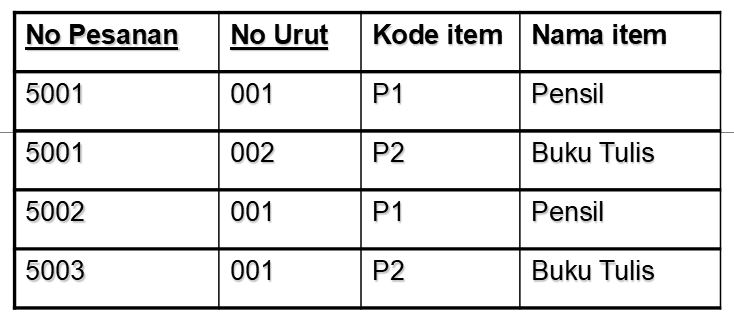 No Pesanan No Urut Kode item Nama item
5001 001 P1 Pensil
5001 002 P2 Buku Tulis
5002 001 P1 Pensil
5003 001 P2 Buku Tulis